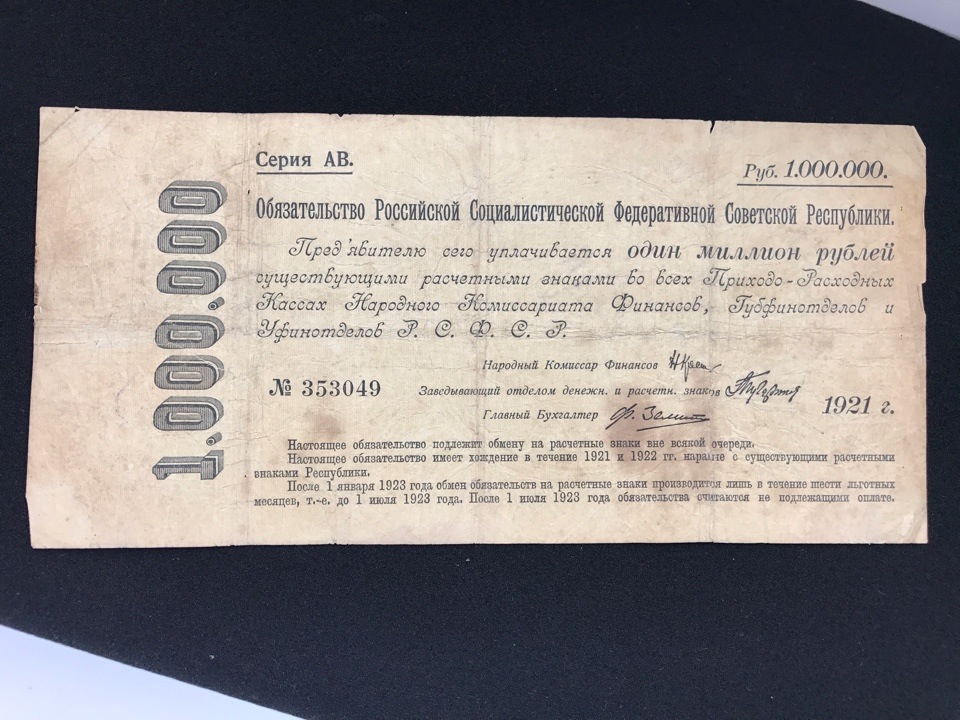 1.000.000
Серия АВ.
Руб. 1.000.000.
Обязательство Российской Социалистической Федеративной Советской Республики.
Пред'явителю сего уплачивается один миллион рублей
существующими расчетными знаками во всех Приходо-Расходных
Кассах Народного Комиссариата Финансов, Губфинотделов и
Уфинотделов Р. С. Ф. С. Р.
Народный Комиссар Финансов
№ 353049
Заведывающий отделом денежн. и расчетн. знаков
1921 г.
Главный Бухгалтер
Настоящее обязательство подлежит обмену на расчетные знаки вне всякой очереди.
Настоящее обязательство имеет хождение в течение 1921 и 1922 гг. наравне с существующими расчетными
знаками Республики.
После 1 января 1923 года обмен обязательств на расчетные знаки производится лишь в течение шести льготных
месяцев, т.-е. до 1 июля 1923 года. После 1 июля 1923 года обязательства считаются не подлежащими оплате.